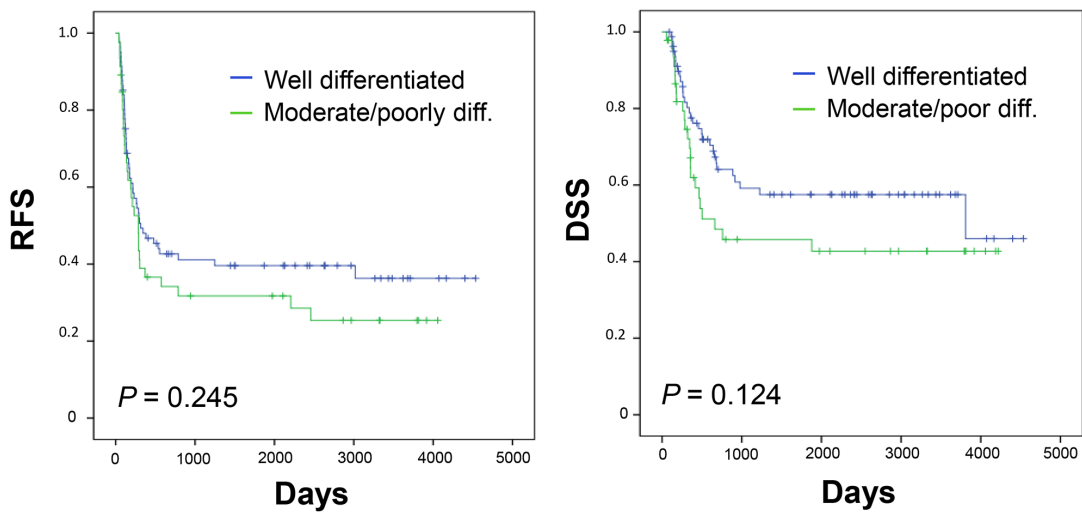 RFS
1.0
0.8
0.6
0.4
0.2
0
Well differentiated
Moderate/poorly diff.
P = 0.245
0 1000 2000 3000 4000 5000
Days
DSS
1.0
0.8
0.6
0.4
0.2
0
Well differentiated
Moderate/poor diff.
P = 0.124
0 1000 2000 3000 4000 5000
Days